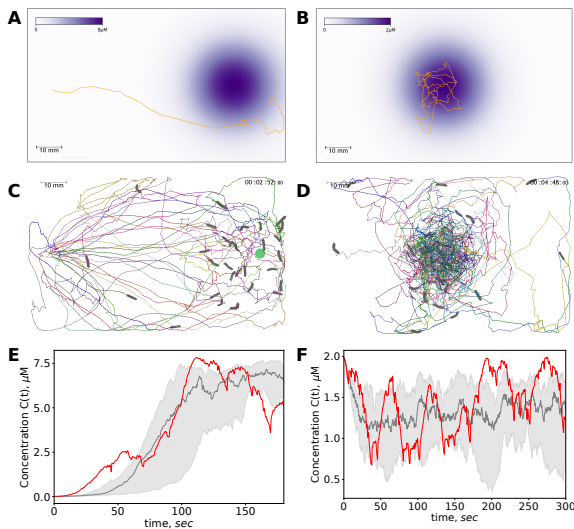 A
0
8μM
10 mm
B
0
2μM
10 mm
C
10 mm
00 :02 :52: 80
D
10 mm
00 :04 :48: 80
E
Concentration C(t), μM
7.5
5.0
2.5
0.0
0
50
100
150
time, sec
F
Concentration C(t), μM
2.0
1.5
1.0
0.5
0
50
100
150
200
250
300
time, sec